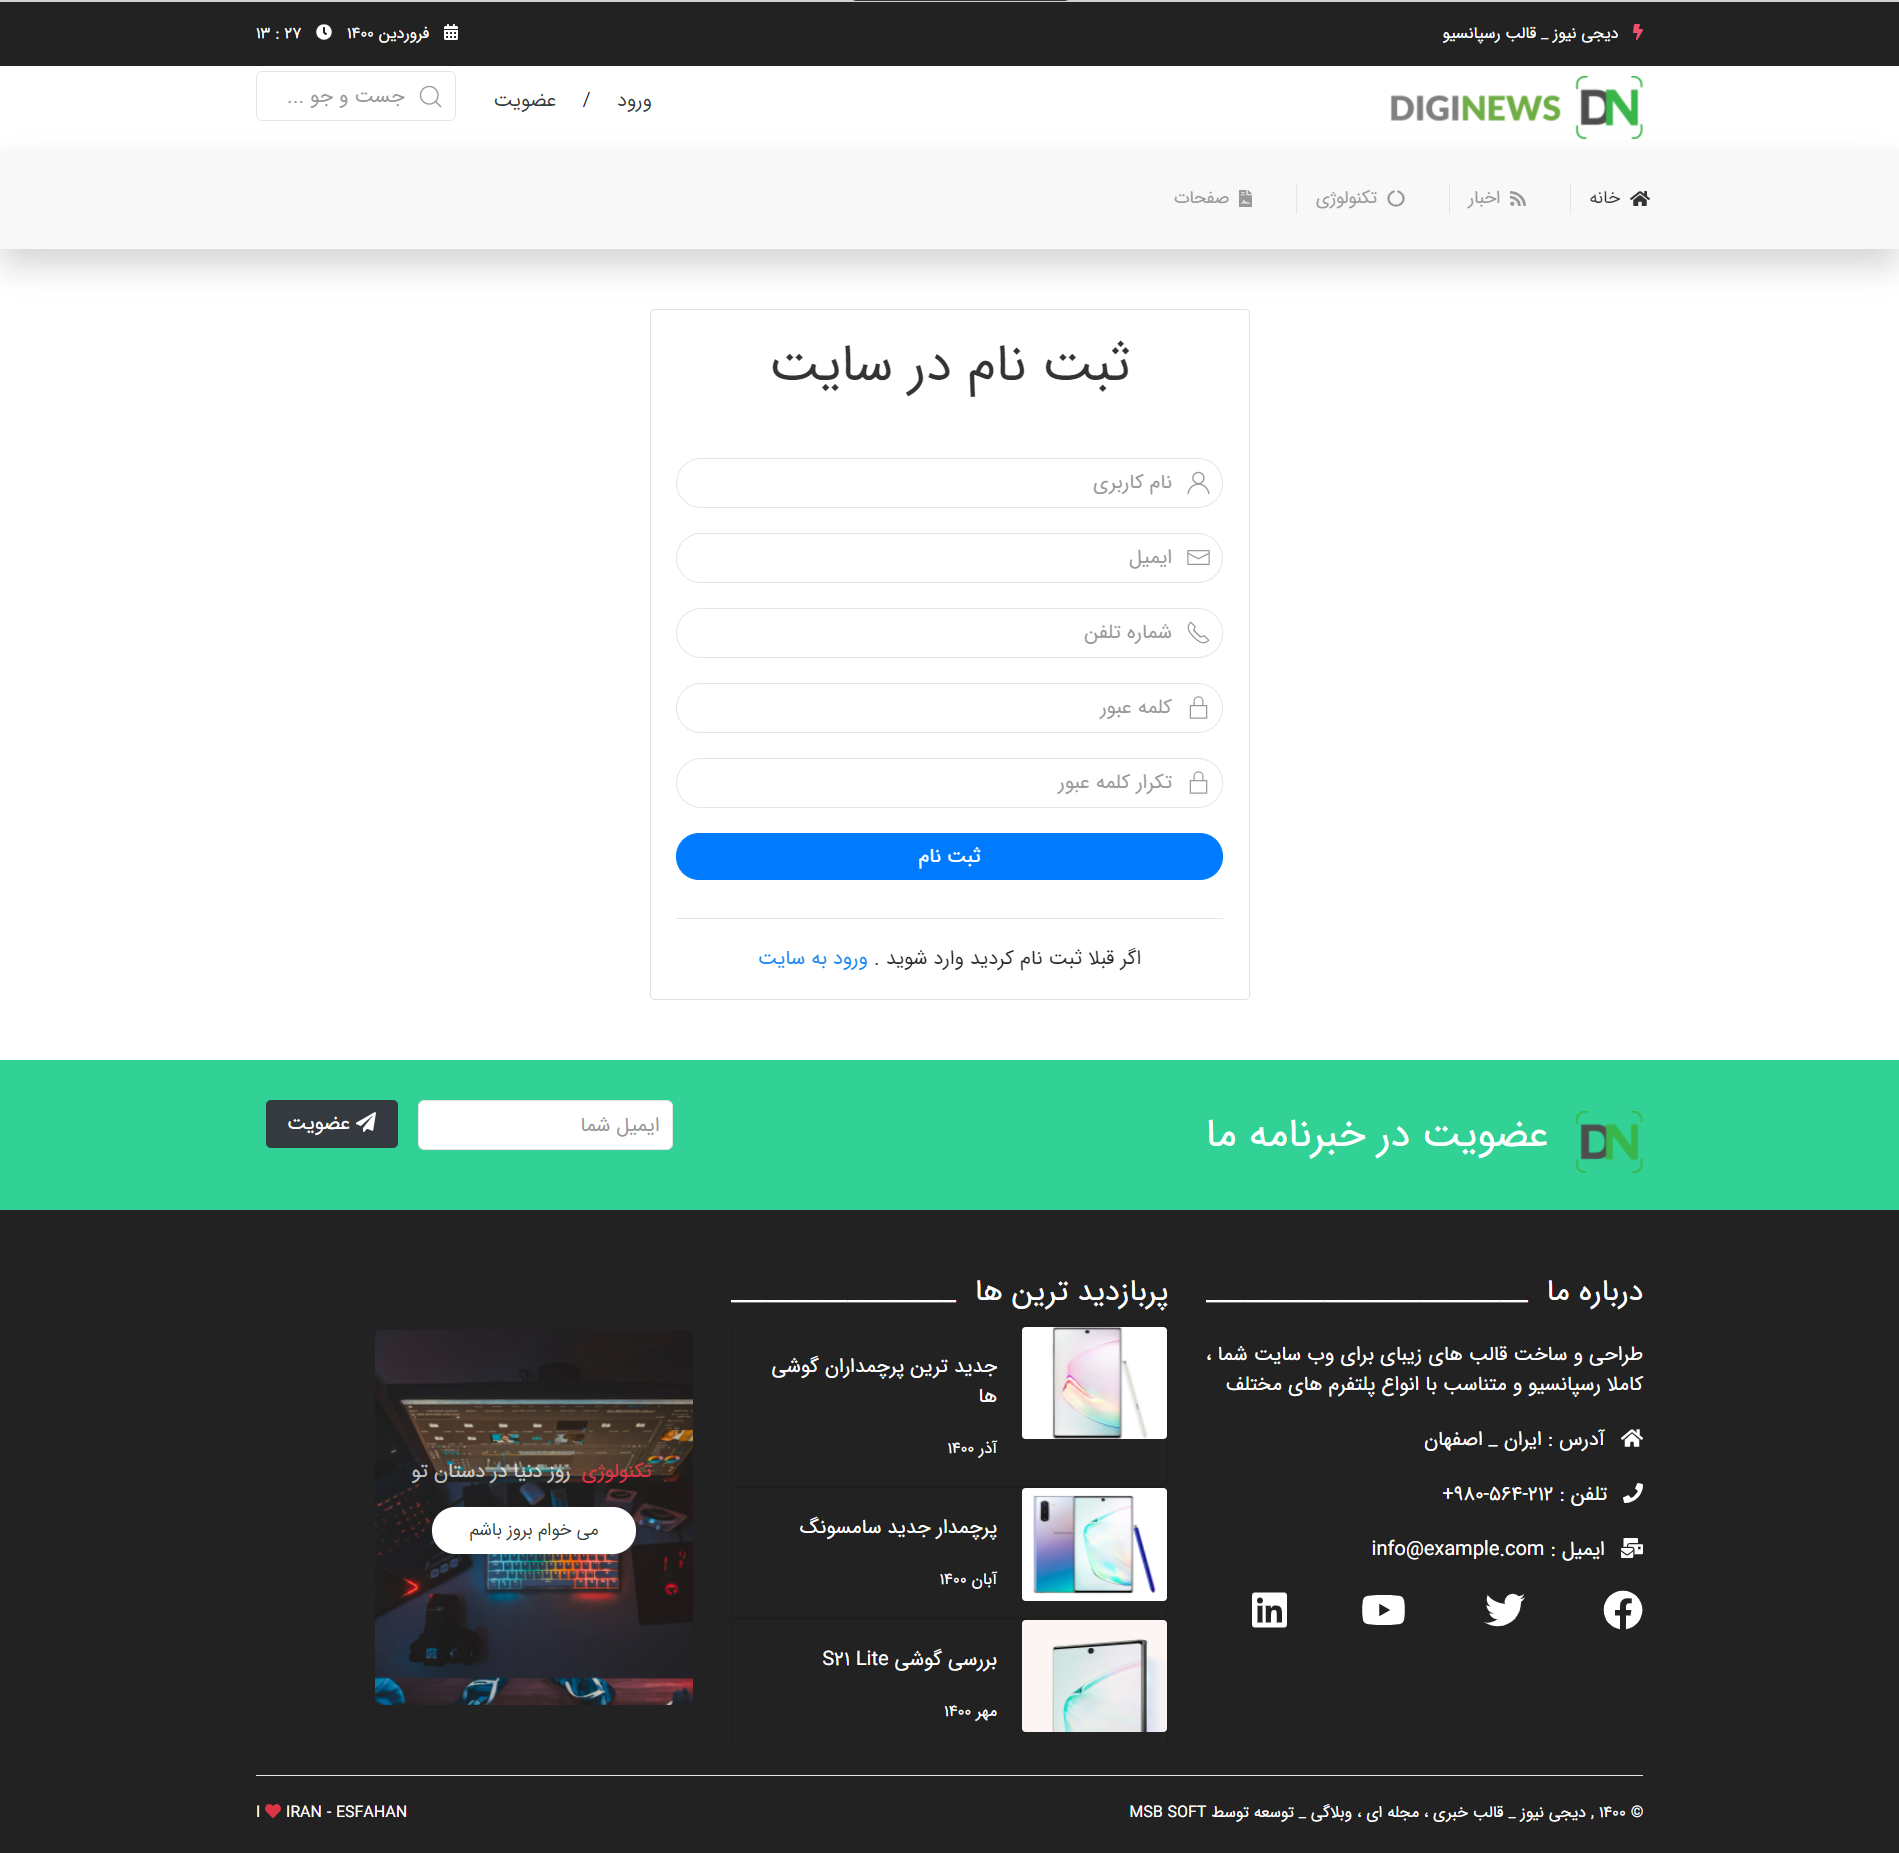 دیجی نیوز _ قالب رسپانسیو
فروردین ۱۴۰۰
۱۳ : ۲۷
DIGINEWS DN
ورود / عضویت
جست و جو ...
خانه
اخبار
تکنولوژی
صفحات
ثبت نام در سایت
نام کاربری
ایمیل
شماره تلفن
کلمه عبور
تکرار کلمه عبور
ثبت نام
اگر قبلا ثبت نام کردید وارد شوید . ورود به سایت
DN
عضویت در خبرنامه ما
ایمیل شما
عضویت
درباره ما
طراحی و ساخت قالب های زیبای برای وب سایت شما ،
کاملا رسپانسیو و متناسب با انواع پلتفرم های مختلف
آدرس : ایران _ اصفهان
تلفن : ۲۱۲-۵۶۴-۹۸۰+
ایمیل : info@example.com
پربازدید ترین ها
جدید ترین پرچمداران گوشی
ها
آذر ۱۴۰۰
پرچمدار جدید سامسونگ
آبان ۱۴۰۰
بررسی گوشی S۲۱ Lite
مهر ۱۴۰۰
تکنولوژی روز دنیا در دستان تو
می خوام بروز باشم
© ۱۴۰۰ , دیجی نیوز _ قالب خبری ، مجله ای ، وبلاگی _ توسعه توسط MSB SOFT
I ❤ IRAN - ESFAHAN